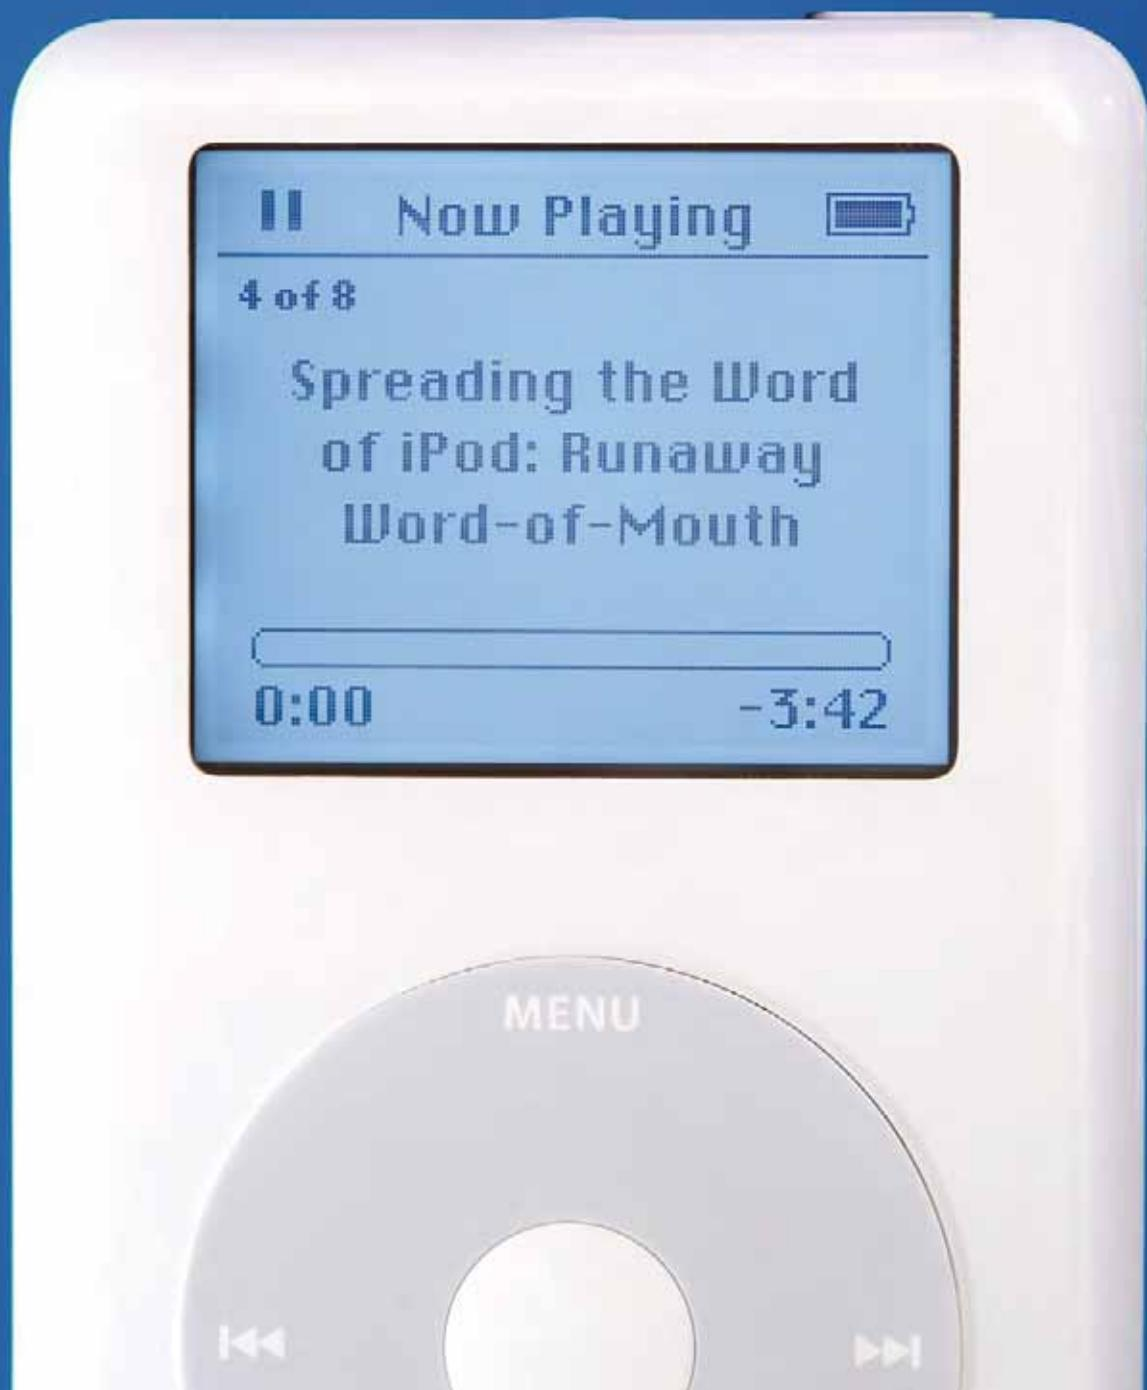 Now Playing
4 of 8
Spreading the Word
of iPod: Runaway
Word-of-Mouth
0:00 -3:42
MENU